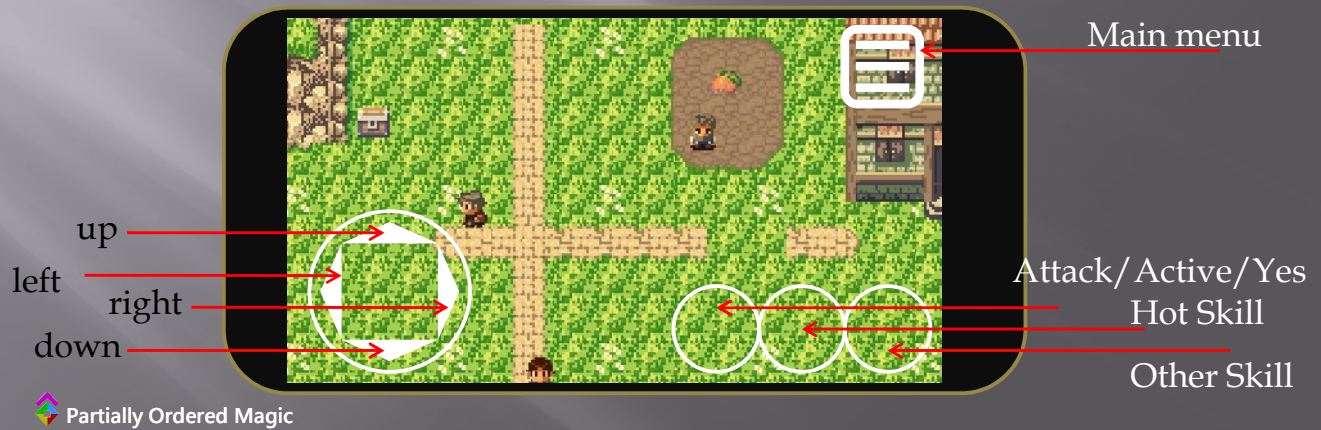 Main menu
up
left
right
down
Attack/Active/Yes
Hot Skill
Other Skill
Partially Ordered Magic